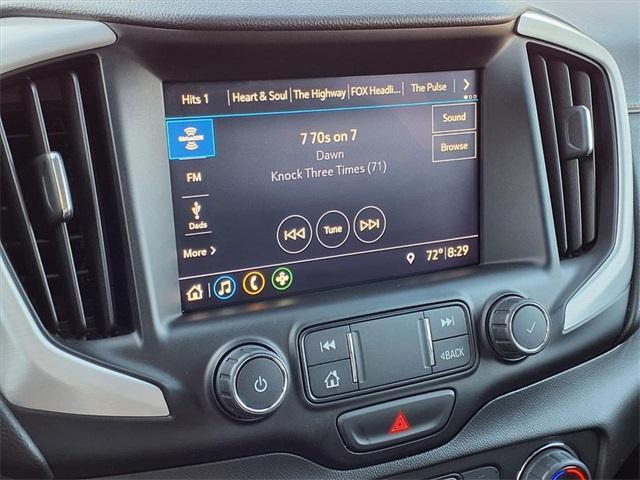 Hits 1 | Heart & Soul | The Highway | FOX Headli... | The Pulse
7 70s on 7
Dawn
Knock Three Times (71)
Sound
Browse
FM
Dads
More >
Tune
72° 8:29
<BACK